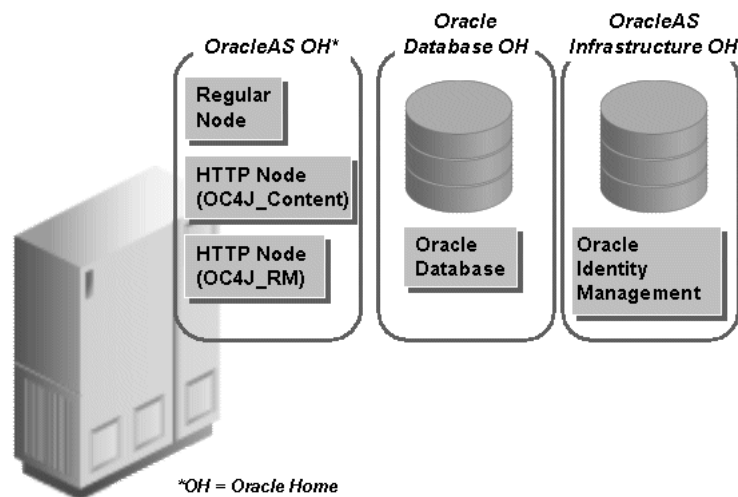 OracleAS OH*
Regular
Node
HTTP Node
(OC4J_Content)
HTTP Node
(OC4J_RM)
Oracle
Database OH
Oracle
Database
OracleAS
Infrastructure OH
Oracle
Identity
Management
*OH = Oracle Home